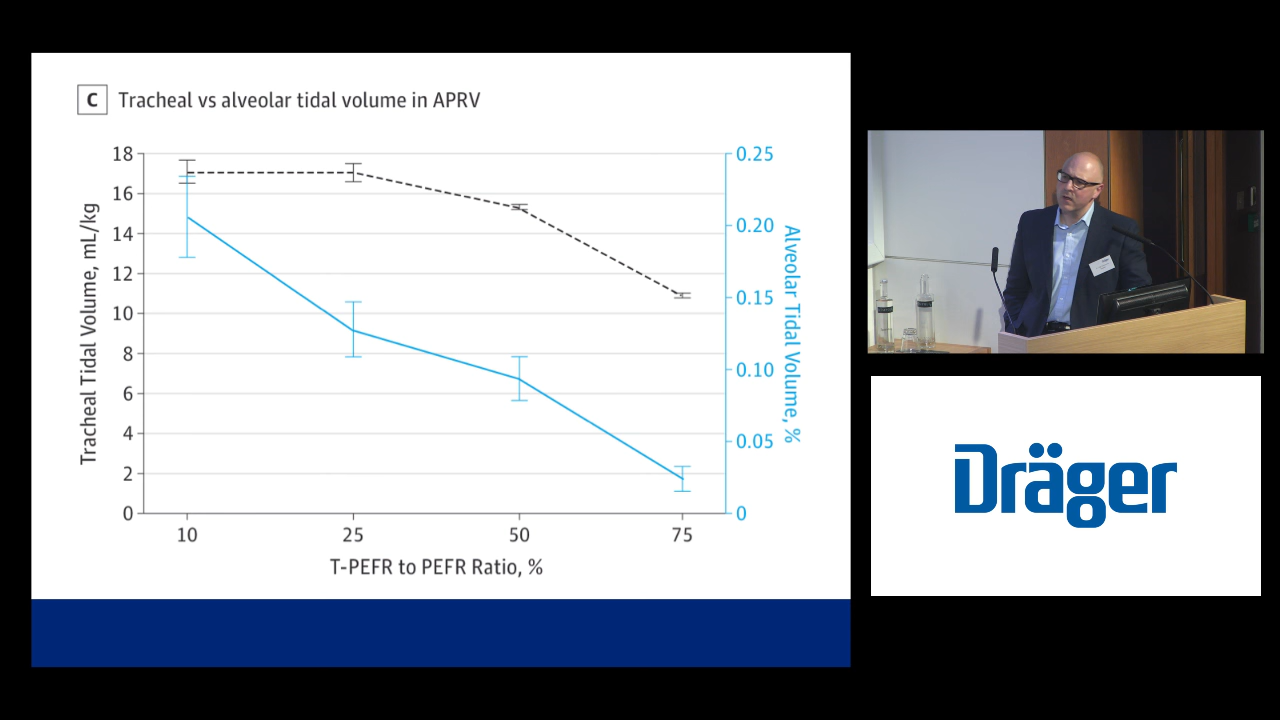 C Tracheal vs alveolar tidal volume in APRV
Tracheal Tidal Volume, mL/kg
18
16
14
12
10
8
6
4
2
0
0.25
0.20
0.15
0.10
0.05
0
Alveolar Tidal Volume, %
10 25 50 75
T-PEFR to PEFR Ratio, %
Dräger